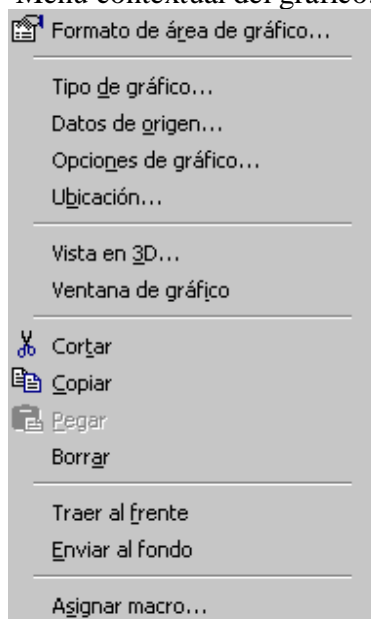 Menú contextual del gráfico.
Formato de área de gráfico...
Tipo de gráfico...
Datos de origen...
Opciones de gráfico...
Ubicación...
Vista en 3D...
Ventana de gráfico
Cortar
Copiar
Pegar
Borrar
Traer al frente
Enviar al fondo
Asignar macro...